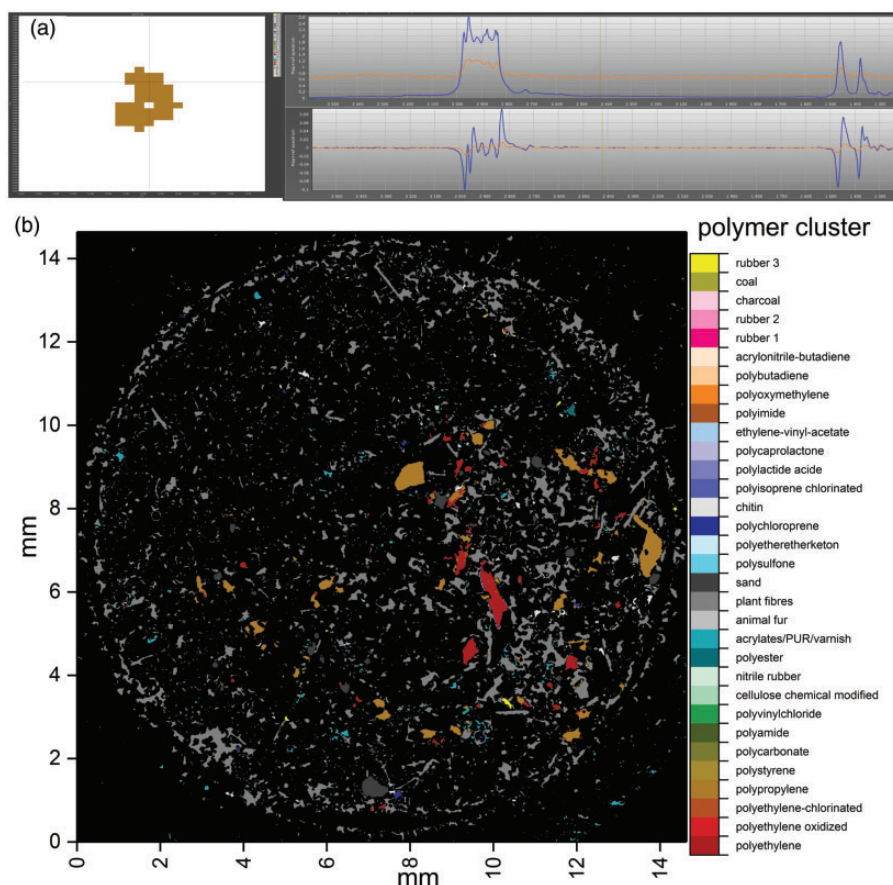 (a)
(b)
polymer cluster
14
12
10
8
6
4
2
0
mm
0 2 4 6 8 10 12 14
mm
rubber 3
coal
charcoal
rubber 2
rubber 1
acrylonitrile-butadiene
polybutadiene
polyoxymethylene
polyimide
ethylene-vinyl-acetate
polycaprolactone
polylactide acide
polyisoprene chlorinated
chitin
polychloroprene
polyetheretherketon
polysulfone
sand
plant fibres
animal fur
acrylates/PUR/varnish
polyester
nitrile rubber
cellulose chemical modified
polyvinylchloride
polyamide
polycarbonate
polystyrene
polypropylene
polyethylene-chlorinated
polyethylene oxidized
polyethylene